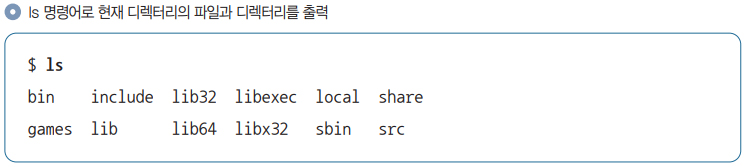 ls 명령어로 현재 디렉터리의 파일과 디렉터리를 출력
$ ls
bin include lib32 libexec local share
games lib lib64 libx32 sbin src